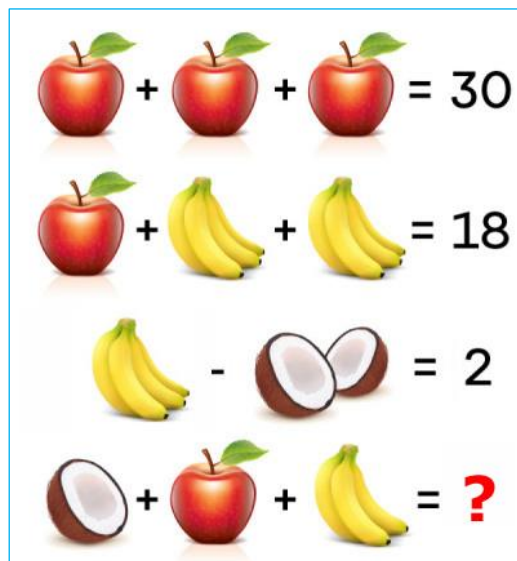 + + = 30
+ + = 18
- = 2
+ + = ?